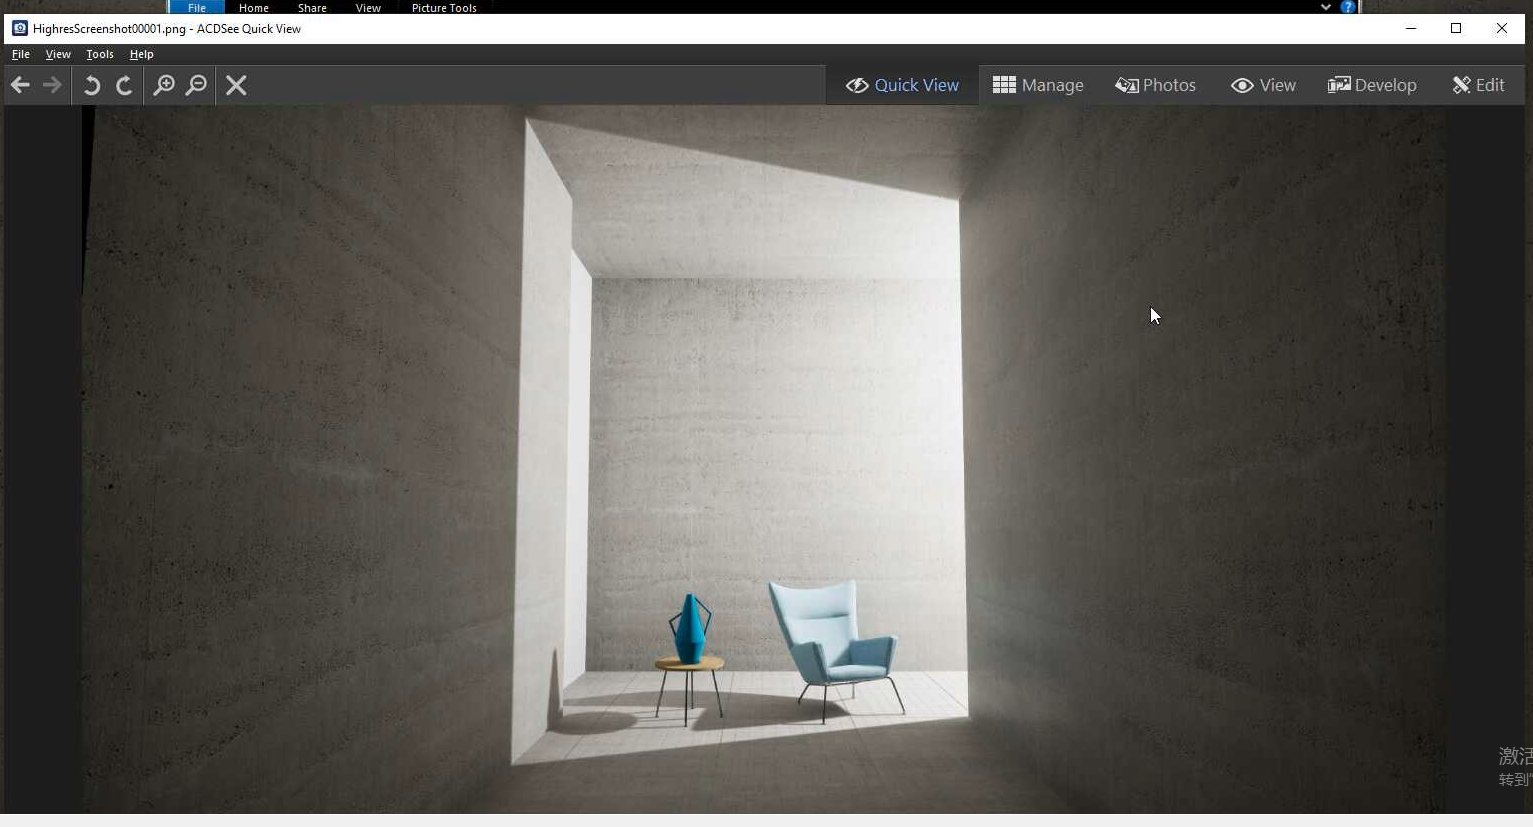 File Home Share View Picture Tools
HighresScreenshot00001.png - ACDSee Quick View
File View Tools Help
Quick View Manage Photos View Develop Edit
激活
转到"